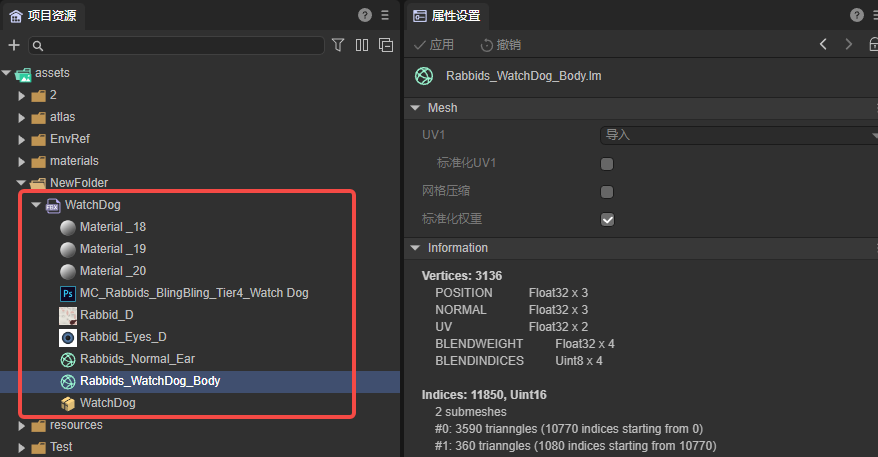 项目资源
assets
2
atlas
EnvRef
materials
NewFolder
FBX
WatchDog
Material _18
Material _19
Material _20
Ps
MC_Rabbids_BlingBling_Tier4_Watch Dog
Rabbid_D
Rabbid_Eyes_D
Rabbids_Normal_Ear
Rabbids_WatchDog_Body
WatchDog
resources
Test
属性设置
应用 撤销
Rabbids_WatchDog_Body.lm
Mesh
UV1 导入
标准化UV1
网格压缩
标准化权重
Information
Vertices: 3136
POSITION Float32 x 3
NORMAL Float32 x 3
UV Float32 x 2
BLENDWEIGHT Float32 x 4
BLENDINDICES Uint8 x 4
Indices: 11850, Uint16
2 submeshes
#0: 3590 trianngles (10770 indices starting from 0)
#1: 360 trianngles (1080 indices starting from 10770)